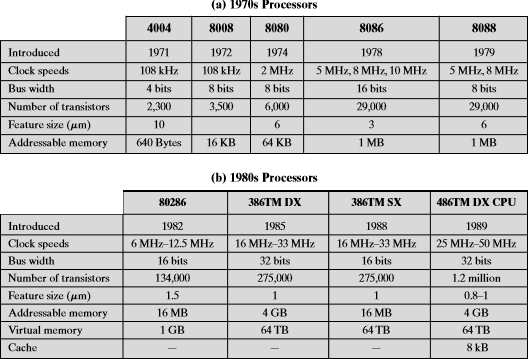 (a) 1970s Processors
4004 8008 8080 8086 8088
Introduced 1971 1972 1974 1978 1979
Clock speeds 108 kHz 108 kHz 2 MHz 5 MHz, 8 MHz, 10 MHz 5 MHz, 8 MHz
Bus width 4 bits 8 bits 8 bits 16 bits 8 bits
Number of transistors 2,300 3,500 6,000 29,000 29,000
Feature size (μm) 10 6 3 6
Addressable memory 640 Bytes 16 KB 64 KB 1 MB 1 MB
(b) 1980s Processors
80286 386TM DX 386TM SX 486TM DX CPU
Introduced 1982 1985 1988 1989
Clock speeds 6 MHz–12.5 MHz 16 MHz–33 MHz 16 MHz–33 MHz 25 MHz–50 MHz
Bus width 16 bits 32 bits 16 bits 32 bits
Number of transistors 134,000 275,000 275,000 1.2 million
Feature size (μm) 1.5 1 1 0.8–1
Addressable memory 16 MB 4 GB 16 MB 4 GB
Virtual memory 1 GB 64 TB 64 TB 64 TB
Cache — — — 8 kB